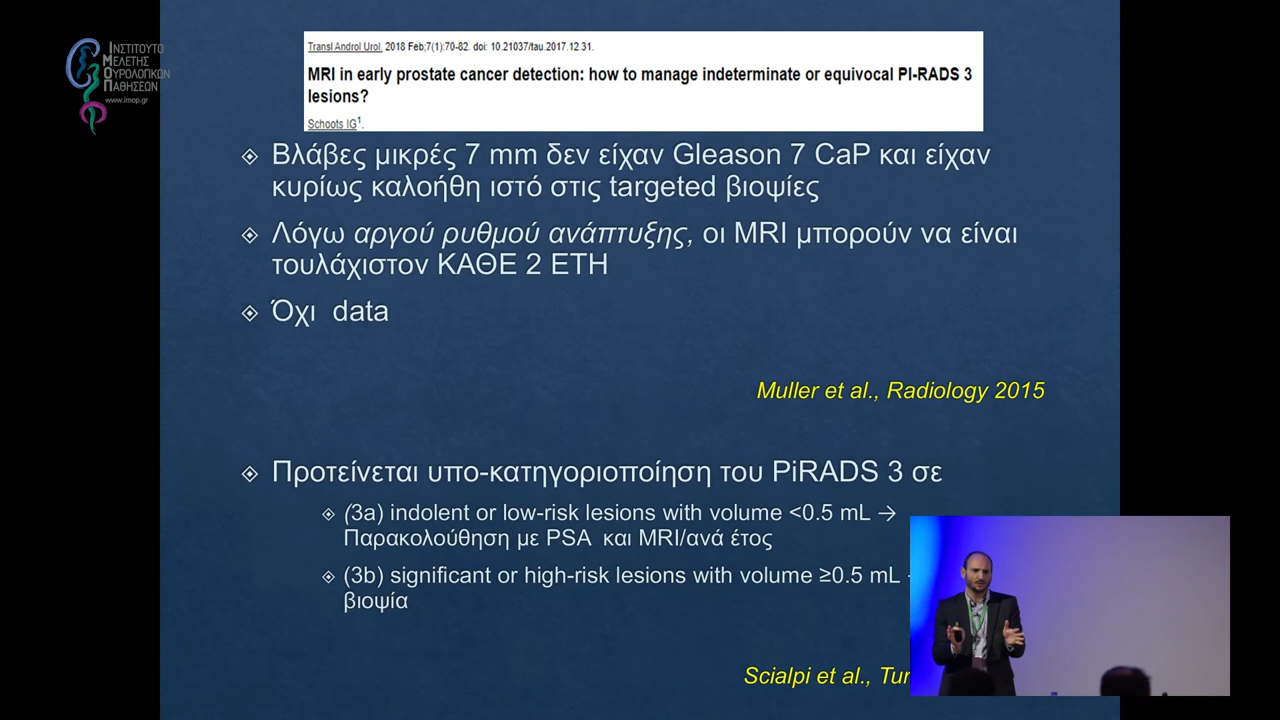 ΙΝΣΤΙΤΟΥΤΟ
ΜΕΛΕΤΗΣ
ΟΥΡΟΛΟΓΙΚΩΝ
ΠΑΘΗΣΕΩΝ
www.imop.gr
Transl Androl Urol. 2018 Feb;7(1):70-82. doi: 10.21037/tau.2017.12.31.
MRI in early prostate cancer detection: how to manage indeterminate or equivocal PI-RADS 3
lesions?
Schoots IG1.
Βλάβες μικρές 7 mm δεν είχαν Gleason 7 CaP και είχαν
κυρίως καλοήθη ιστό στις targeted βιοψίες
Λόγω αργού ρυθμού ανάπτυξης, οι MRI μπορούν να είναι
τουλάχιστον ΚΑΘΕ 2 ΕΤΗ
Όχι data
Muller et al., Radiology 2015
Προτείνεται υπο-κατηγοριοποίηση του PiRADS 3 σε
(3a) indolent or low-risk lesions with volume <0.5 mL →
Παρακολούθηση με PSA και MRI/ανά έτος
(3b) significant or high-risk lesions with volume ≥0.5 mL
βιοψία
Scialpi et al.,